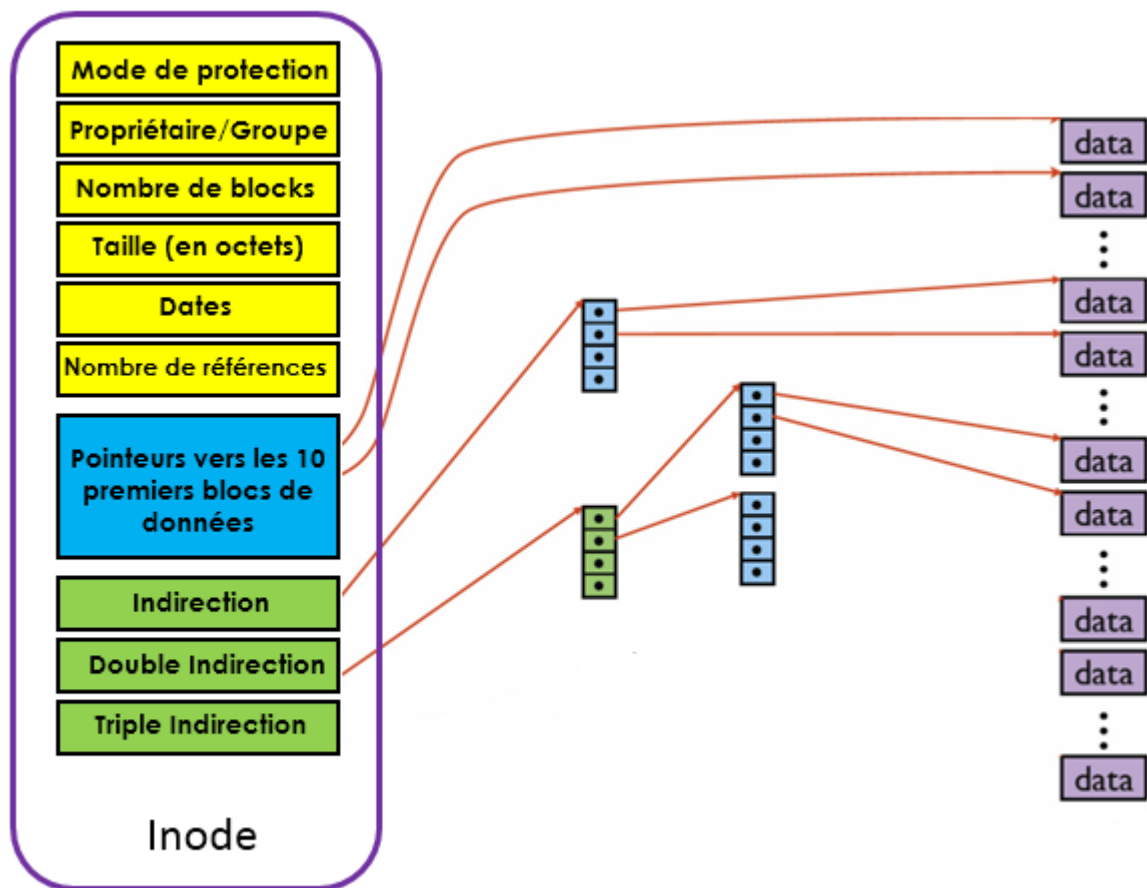 Mode de protection
Propriétaire/Groupe
Nombre de blocks
Taille (en octets)
Dates
Nombre de références
Pointeurs vers les 10
premiers blocs de
données
Indirection
Double Indirection
Triple Indirection
Inode
data
data
data
data
data
data
data
data
data